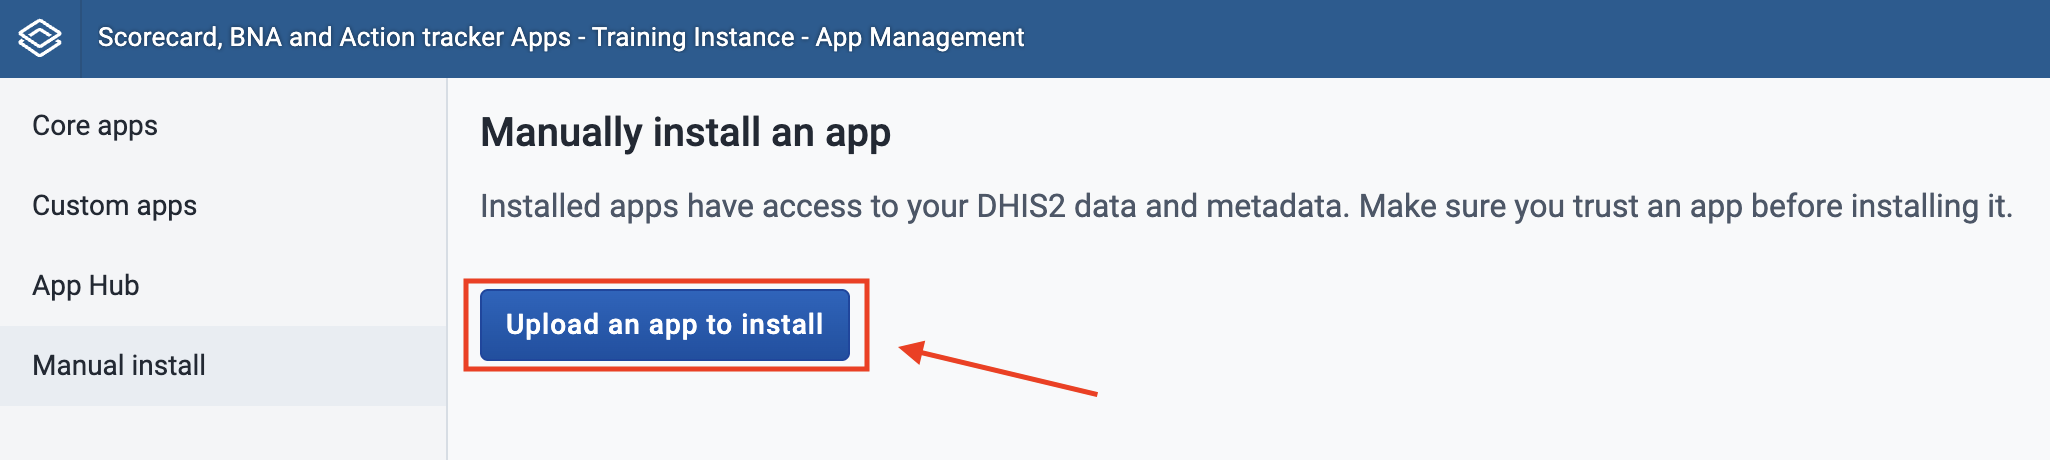 Scorecard, BNA and Action tracker Apps - Training Instance - App Management
Core apps
Custom apps
App Hub
Manual install
Manually install an app
Installed apps have access to your DHIS2 data and metadata. Make sure you trust an app before installing it.
Upload an app to install